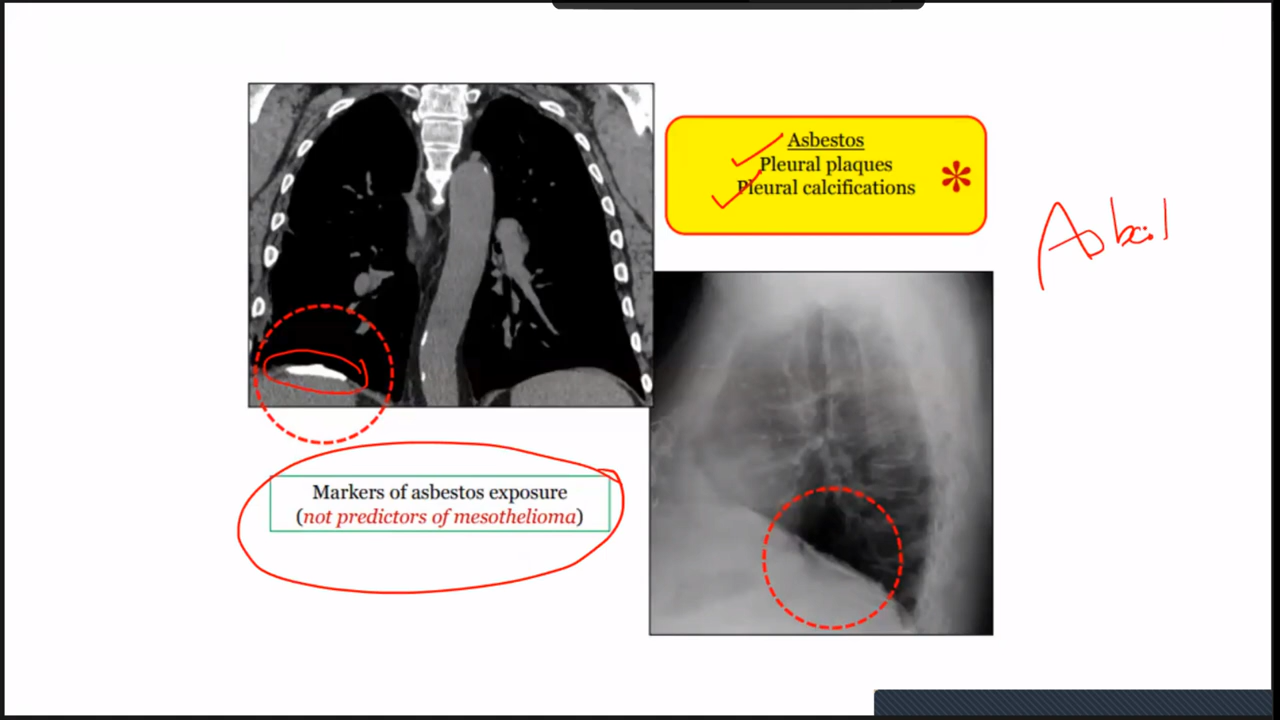 Asbestos
Pleural plaques
Pleural calcifications
*
Markers of asbestos exposure
(not predictors of mesothelioma)